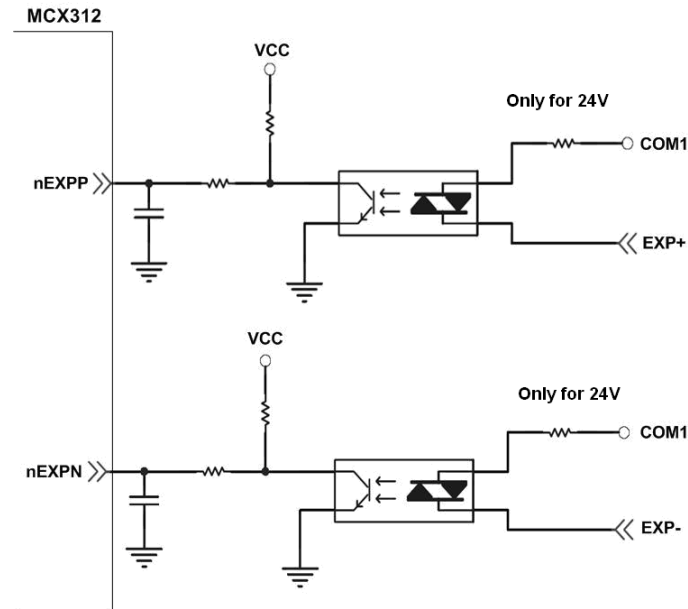 MCX312
VCC
Only for 24V
COM1
nEXPP
EXP+
VCC
Only for 24V
COM1
nEXPN
EXP-